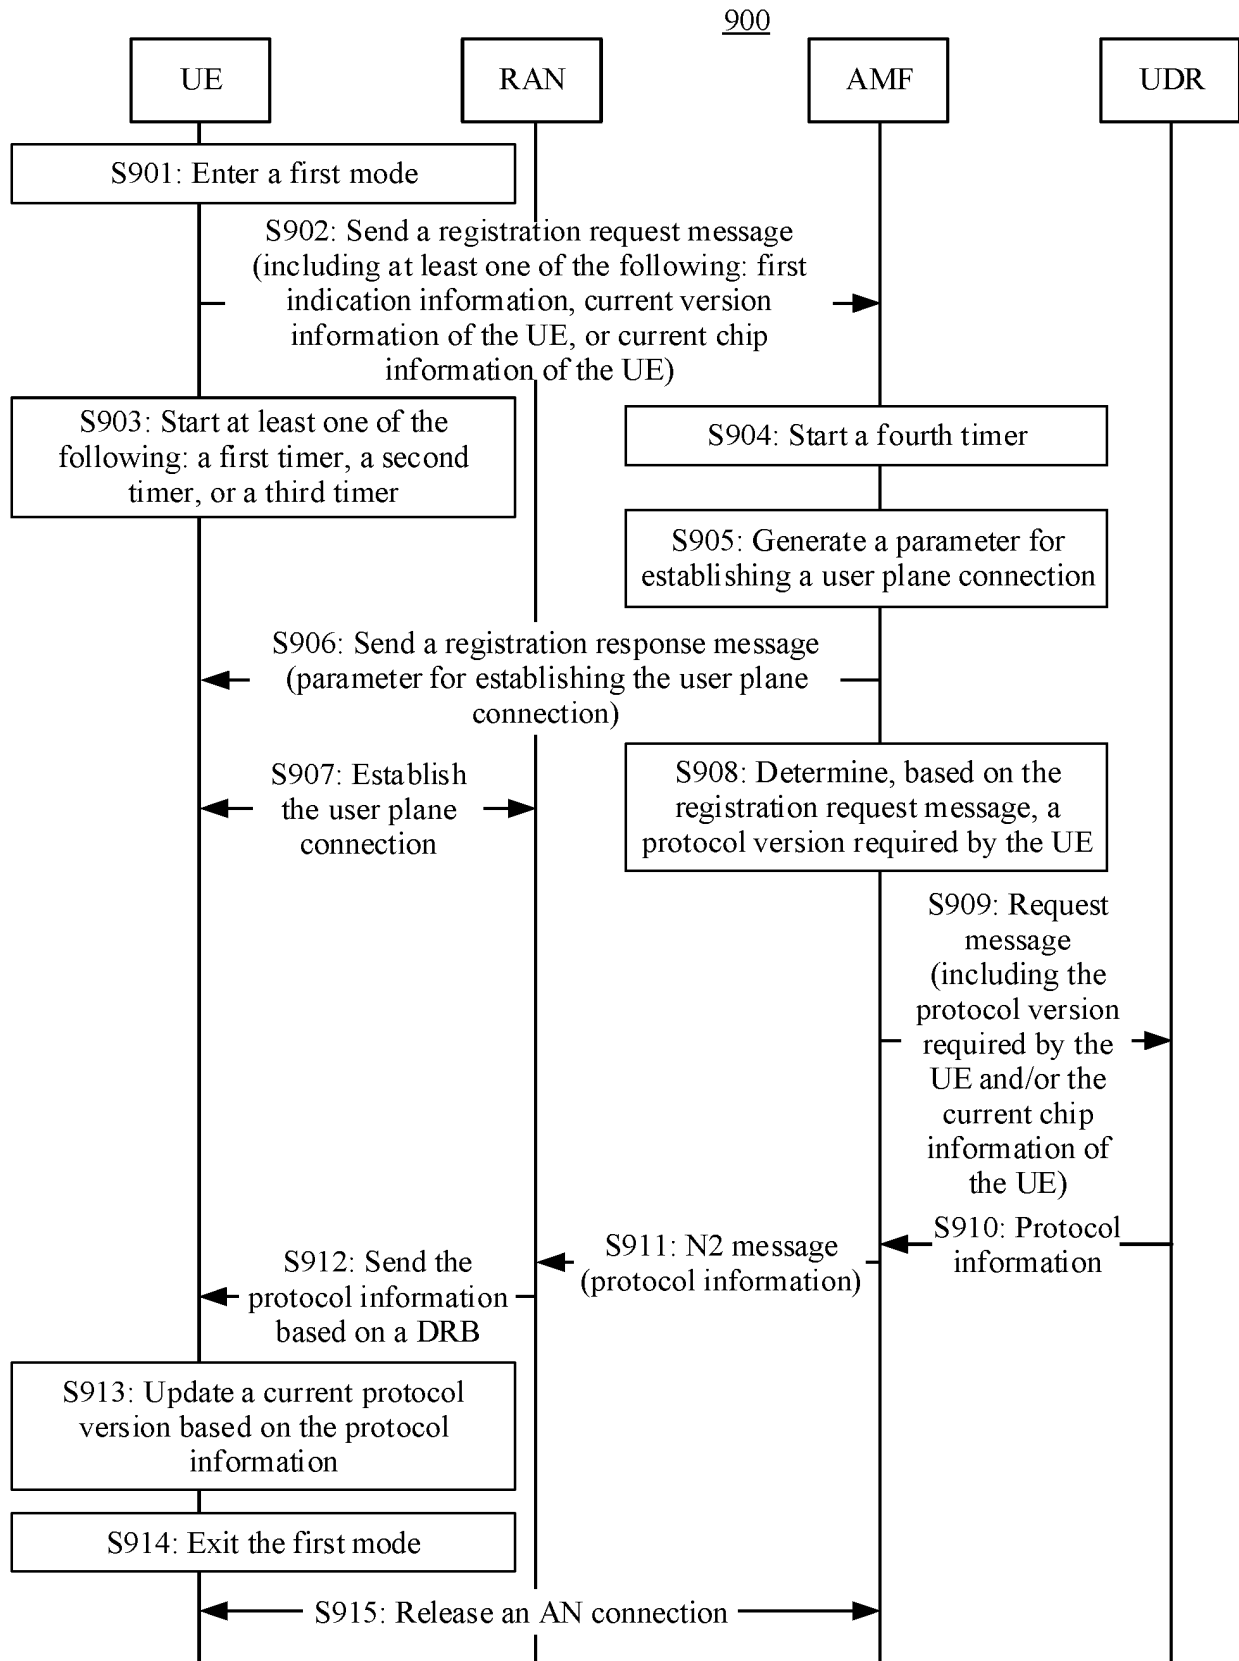 900
UE
RAN
AMF
UDR
S901: Enter a first mode
S902: Send a registration request message
(including at least one of the following: first
indication information, current version
information of the UE, or current chip
information of the UE)
S903: Start at least one of the
following: a first timer, a second
timer, or a third timer
S904: Start a fourth timer
S905: Generate a parameter for
establishing a user plane connection
S906: Send a registration response message
(parameter for establishing the user plane
connection)
S907: Establish
the user plane
connection
S908: Determine, based on the
registration request message, a
protocol version required by the UE
S909: Request
message
(including the
protocol version
required by the
UE and/or the
current chip
information of
the UE)
S910: Protocol
information
S911: N2 message
(protocol information)
S912: Send the
protocol information
based on a DRB
S913: Update a current protocol
version based on the protocol
information
S914: Exit the first mode
S915: Release an AN connection